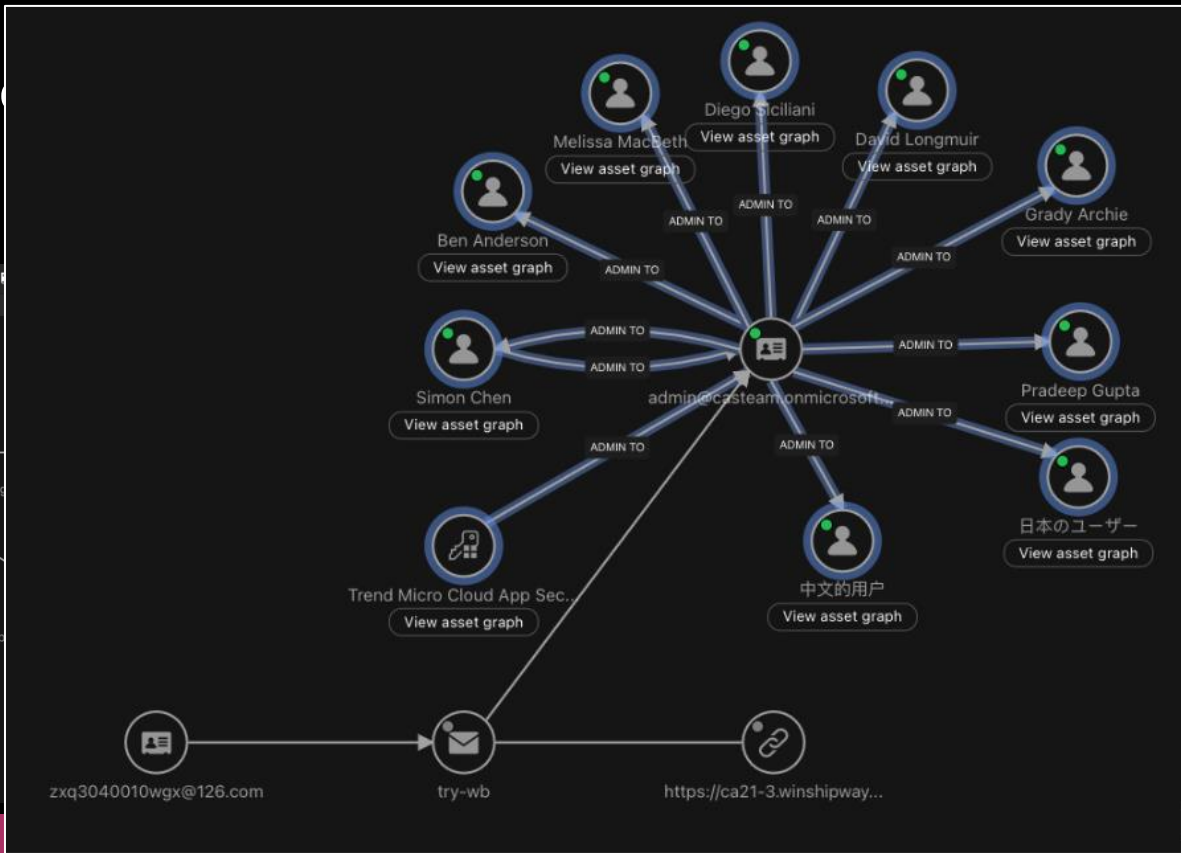 Diego Siciliani
View asset graph
Melissa MacBeth
View asset graph
David Longmuir
View asset graph
Grady Archie
View asset graph
Ben Anderson
View asset graph
ADMIN TO
ADMIN TO
ADMIN TO
ADMIN TO
ADMIN TO
ADMIN TO
ADMIN TO
ADMIN TO
Simon Chen
View asset graph
admin@casteam.onmicrosoft...
Pradeep Gupta
View asset graph
ADMIN TO
ADMIN TO
ADMIN TO
日本のユーザー
View asset graph
中文的用户
View asset graph
Trend Micro Cloud App Sec...
View asset graph
zxq3040010wgx@126.com
try-wb
https://ca21-3.winshipway...